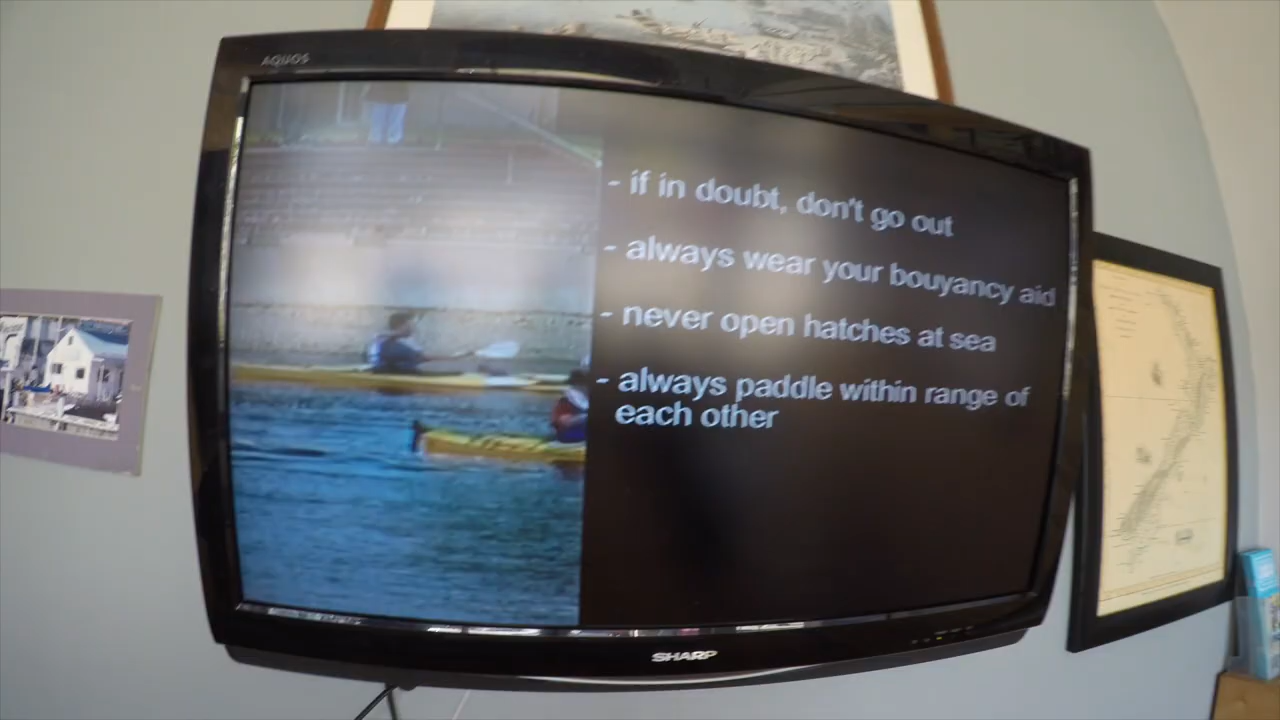 AQUOS
- if in doubt, don't go out
- always wear your bouyancy aid
- never open hatches at sea
- always paddle within range of
each other
SHARP